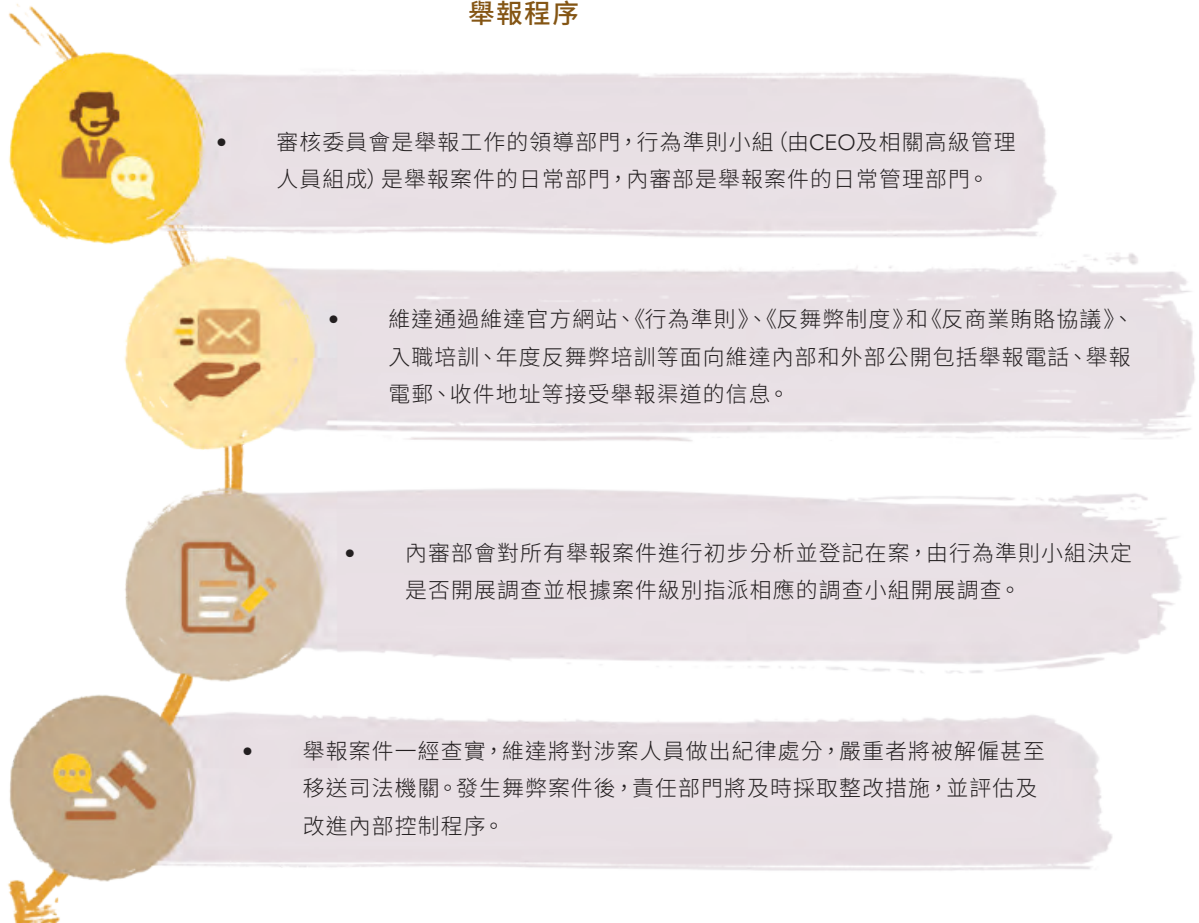 舉報程序
• 審核委員會是舉報工作的領導部門，行為準則小組（由CEO及相關高級管理
人員組成）是舉報案件的日常部門，內審部是舉報案件的日常管理部門。
• 維達通過維達官方網站、《行為準則》、《反舞弊制度》和《反商業賄賂協議》、
入職培訓、年度反舞弊培訓等面向維達內部和外部公開包括舉報電話、舉報
電郵、收件地址等接受舉報渠道的信息。
• 內審部會對所有舉報案件進行初步分析並登記在案，由行為準則小組決定
是否開展調查並根據案件級別指派相應的調查小組開展調查。
• 舉報案件一經查實，維達將對涉案人員做出紀律處分，嚴重者將被解僱甚至
移送司法機關。發生舞弊案件後，責任部門將及時採取整改措施，並評估及
改進內部控制程序。